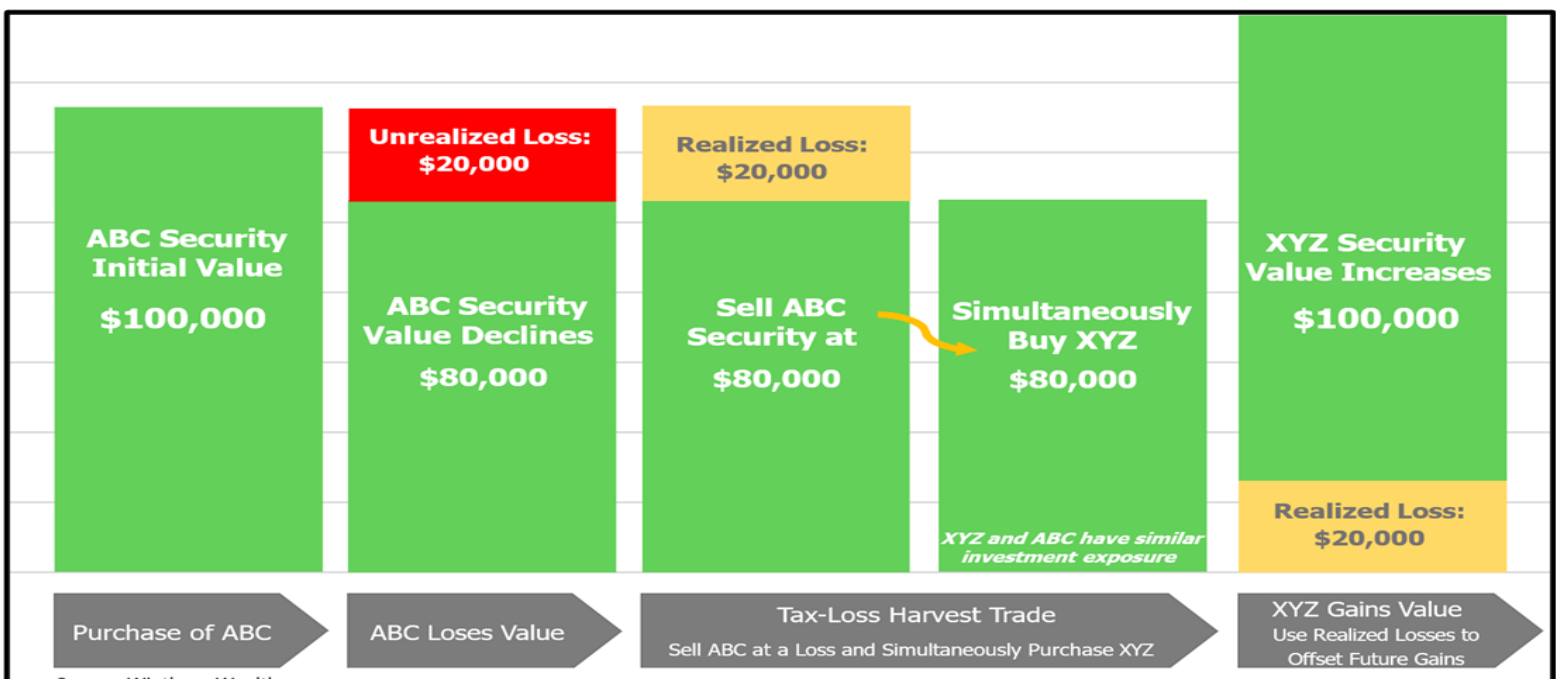 ABC Security
Initial Value
$100,000
Unrealized Loss:
$20,000
ABC Security
Value Declines
$80,000
Realized Loss:
$20,000
Sell ABC
Security at
$80,000
Simultaneously
Buy XYZ
$80,000
XYZ and ABC have similar
investment exposure
XYZ Security
Value Increases
$100,000
Realized Loss:
$20,000
Purchase of ABC
ABC Loses Value
Tax-Loss Harvest Trade
Sell ABC at a Loss and Simultaneously Purchase XYZ
XYZ Gains Value
Use Realized Losses to
Offset Future Gains